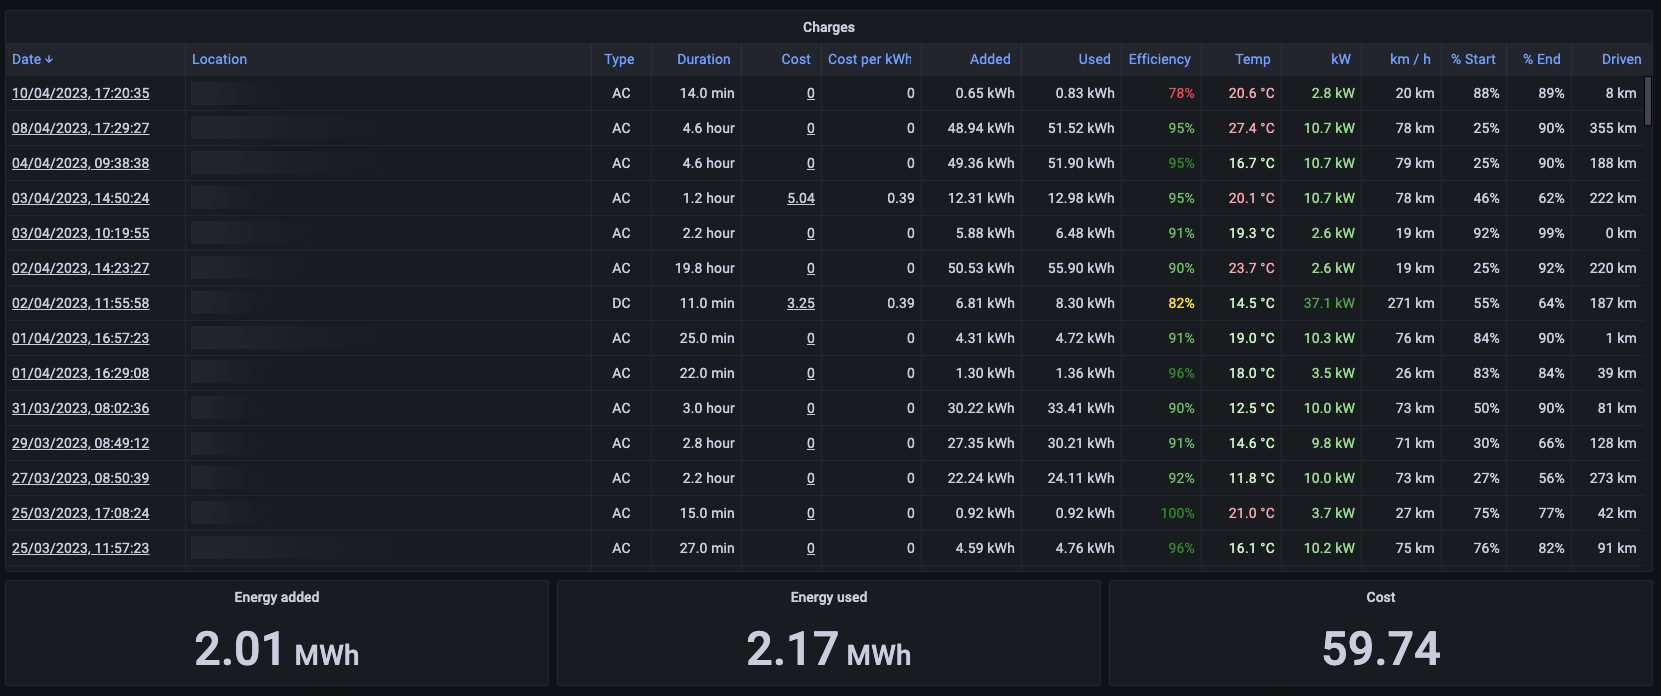 Charges
Date ↓ Location Type Duration Cost Cost per kWh Added Used Efficiency Temp kW km / h % Start % End Driven
10/04/2023, 17:20:35 AC 14.0 min 0 0 0.65 kWh 0.83 kWh 78% 20.6 °C 2.8 kW 20 km 88% 89% 8 km
08/04/2023, 17:29:27 AC 4.6 hour 0 0 48.94 kWh 51.52 kWh 95% 27.4 °C 10.7 kW 78 km 25% 90% 355 km
04/04/2023, 09:38:38 AC 4.6 hour 0 0 49.36 kWh 51.90 kWh 95% 16.7 °C 10.7 kW 79 km 25% 90% 188 km
03/04/2023, 14:50:24 AC 1.2 hour 5.04 0.39 12.31 kWh 12.98 kWh 95% 20.1 °C 10.7 kW 78 km 46% 62% 222 km
03/04/2023, 10:19:55 AC 2.2 hour 0 0 5.88 kWh 6.48 kWh 91% 19.3 °C 2.6 kW 19 km 92% 99% 0 km
02/04/2023, 14:23:27 AC 19.8 hour 0 0 50.53 kWh 55.90 kWh 90% 23.7 °C 2.6 kW 19 km 25% 92% 220 km
02/04/2023, 11:55:58 DC 11.0 min 3.25 0.39 6.81 kWh 8.30 kWh 82% 14.5 °C 37.1 kW 271 km 55% 64% 187 km
01/04/2023, 16:57:23 AC 25.0 min 0 0 4.31 kWh 4.72 kWh 91% 19.0 °C 10.3 kW 76 km 84% 90% 1 km
01/04/2023, 16:29:08 AC 22.0 min 0 0 1.30 kWh 1.36 kWh 96% 18.0 °C 3.5 kW 26 km 83% 84% 39 km
31/03/2023, 08:02:36 AC 3.0 hour 0 0 30.22 kWh 33.41 kWh 90% 12.5 °C 10.0 kW 73 km 50% 90% 81 km
29/03/2023, 08:49:12 AC 2.8 hour 0 0 27.35 kWh 30.21 kWh 91% 14.6 °C 9.8 kW 71 km 30% 66% 128 km
27/03/2023, 08:50:39 AC 2.2 hour 0 0 22.24 kWh 24.11 kWh 92% 11.8 °C 10.0 kW 73 km 27% 56% 273 km
25/03/2023, 17:08:24 AC 15.0 min 0 0 0.92 kWh 0.92 kWh 100% 21.0 °C 3.7 kW 27 km 75% 77% 42 km
25/03/2023, 11:57:23 AC 27.0 min 0 0 4.59 kWh 4.76 kWh 96% 16.1 °C 10.2 kW 75 km 76% 82% 91 km
Energy added Energy used Cost
2.01 MWh 2.17 MWh 59.74